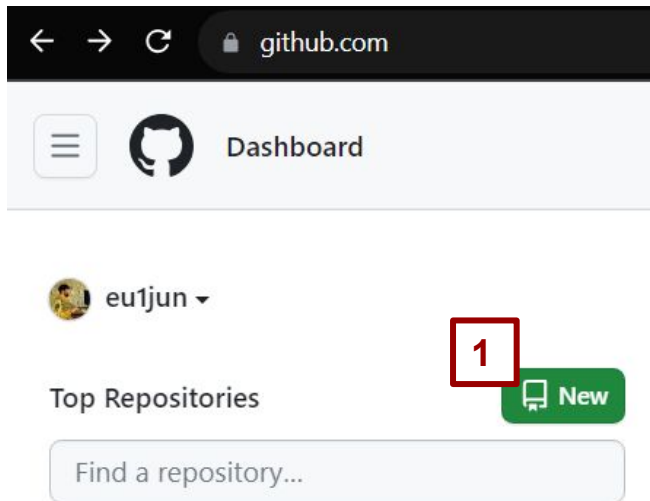 github.com
Dashboard
eu1jun
1
Top Repositories
New
Find a repository...